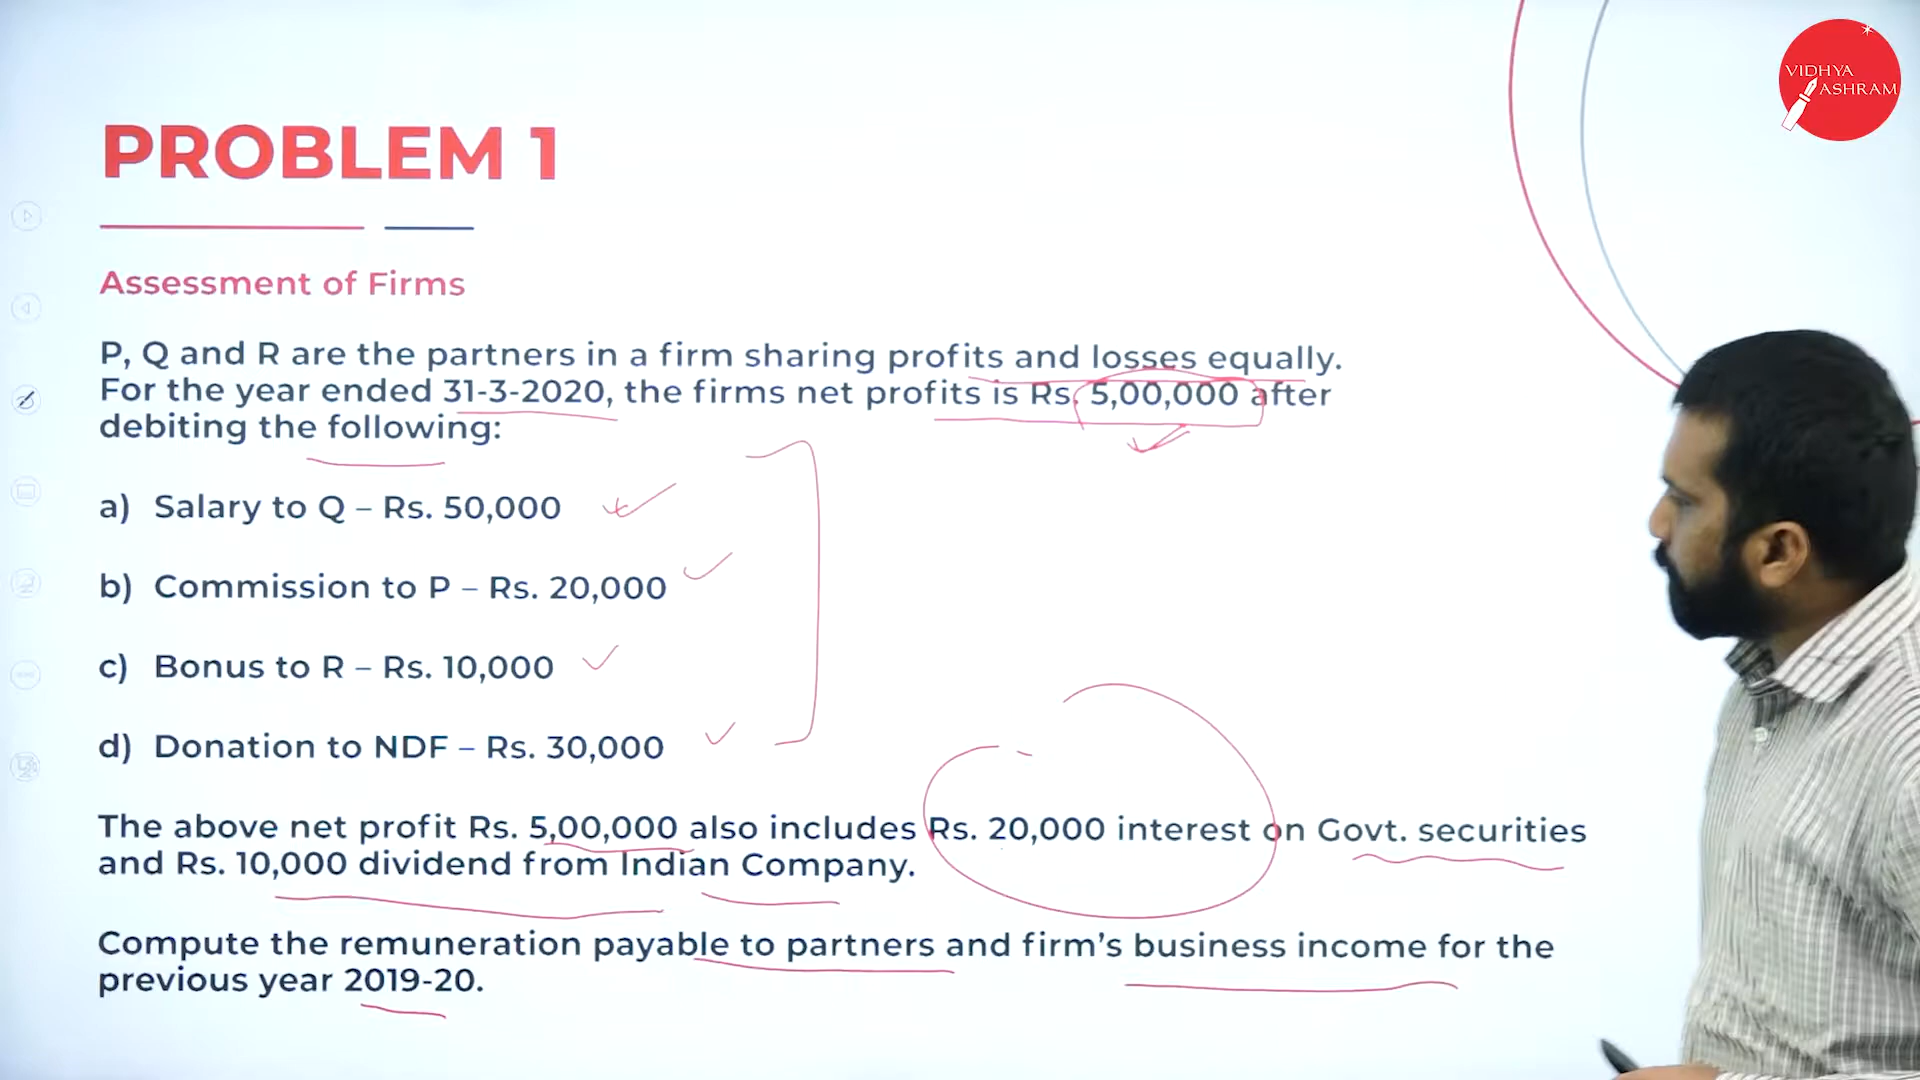 VIDHYA
ASHRAM
PROBLEM 1
Assessment of Firms
P, Q and R are the partners in a firm sharing profits and losses equally.
For the year ended 31-3-2020, the firms net profits is Rs. 5,00,000 after
debiting the following:
a) Salary to Q – Rs. 50,000
b) Commission to P – Rs. 20,000
c) Bonus to R – Rs. 10,000
d) Donation to NDF – Rs. 30,000
The above net profit Rs. 5,00,000 also includes Rs. 20,000 interest on Govt. securities
and Rs. 10,000 dividend from Indian Company.
Compute the remuneration payable to partners and firm's business income for the
previous year 2019-20.